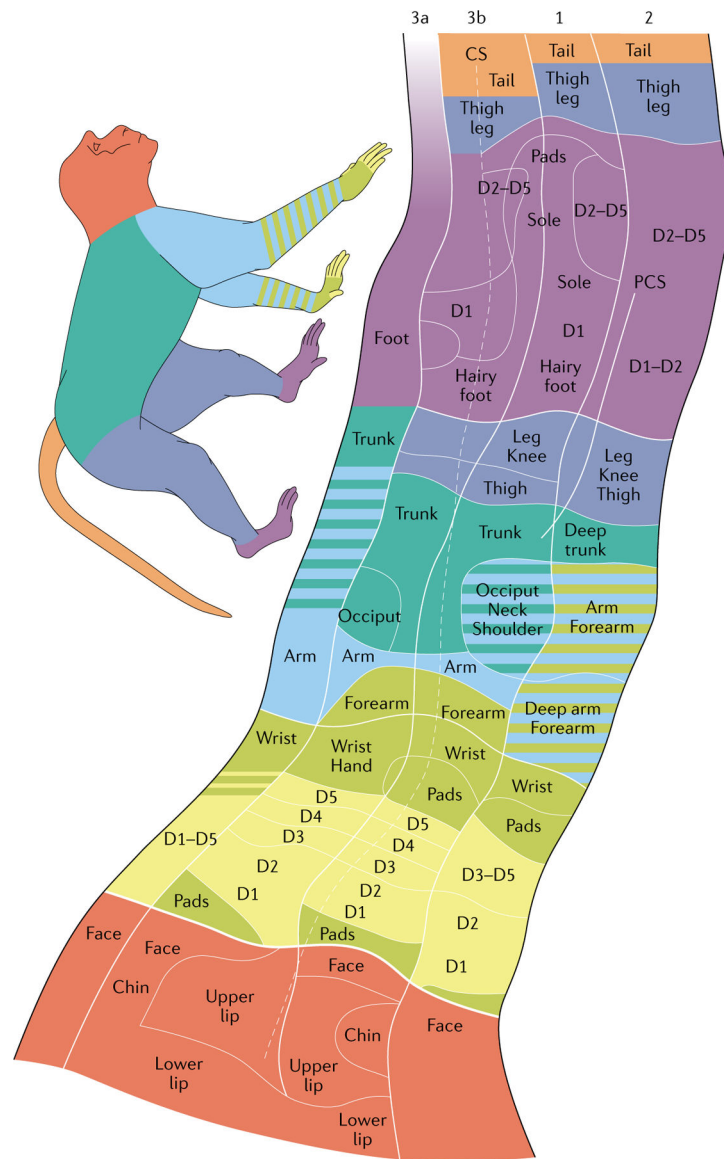 3a 3b 1 2
CS Tail Tail
Tail
Thigh
leg
Thigh
leg
Thigh
leg
Pads
D2–D5
D2–D5
Sole
D2–D5
Sole
PCS
D1
D1
Foot
Hairy
foot
Hairy
foot
D1–D2
Trunk
Leg
Knee
Leg
Knee
Thigh
Thigh
Trunk
Trunk
Deep
trunk
Occiput
Occiput
Neck
Shoulder
Arm
Forearm
Arm
Arm
Arm
Forearm
Forearm
Deep arm
Forearm
Wrist
Wrist
Hand
Wrist
Wrist
Pads
Pads
D1–D5
D5
D4
D3
D2
D1
D5
D4
D3
D2
D1
D3–D5
D2
D1
Pads
Pads
Face
Face
Face
Face
Chin
Upper
lip
Chin
Upper
lip
Lower
lip
Lower
lip